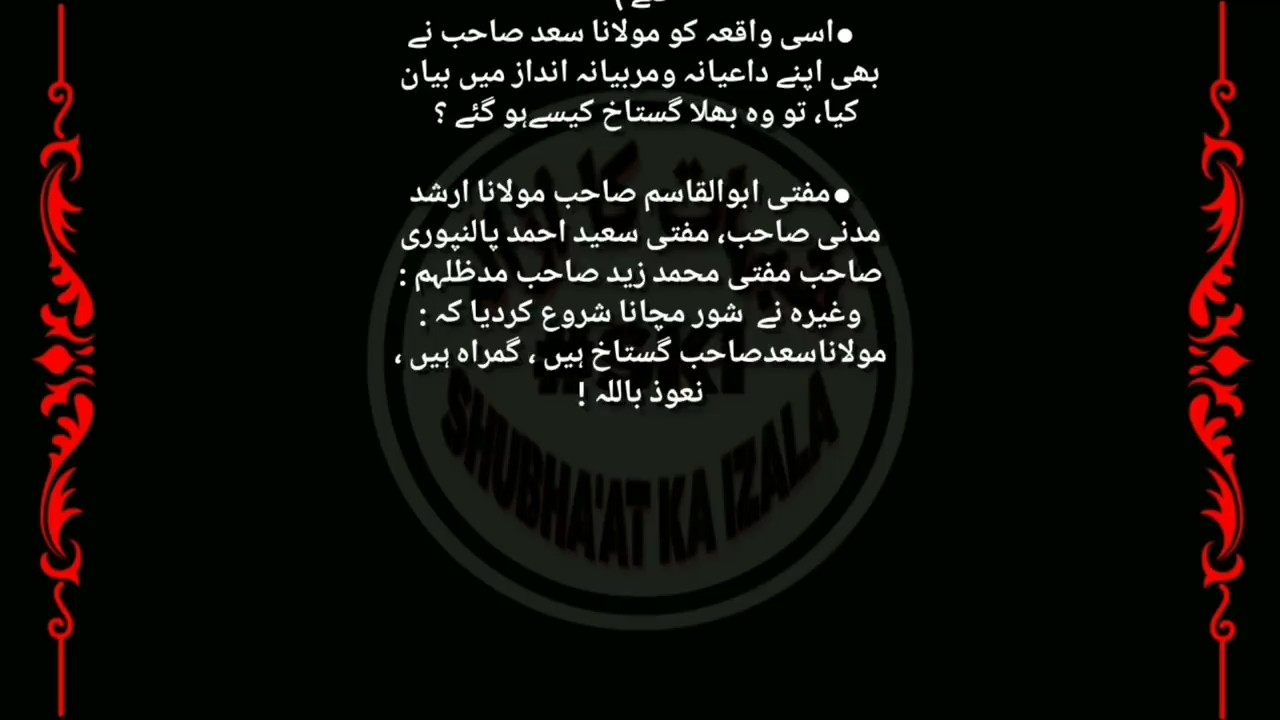 ●اسی واقعہ کو مولانا سعد صاحب نے
بھی اپنے داعیانہ ومربیانہ انداز میں بیان
کیا، تو وہ بھلا گستاخ کیسےہو گئے ؟
●مفتی ابوالقاسم صاحب مولانا ارشد
مدنی صاحب، مفتی سعید احمد پالنپوری
صاحب مفتی محمد زید صاحب مدظلہم :
وغیرہ نے شور مچانا شروع کردیا کہ :
مولاناسعدصاحب گستاخ ہیں ، گمراہ ہیں ،
نعوذ باللہ !
#SKI
SHUBHA'AT KA IZALA